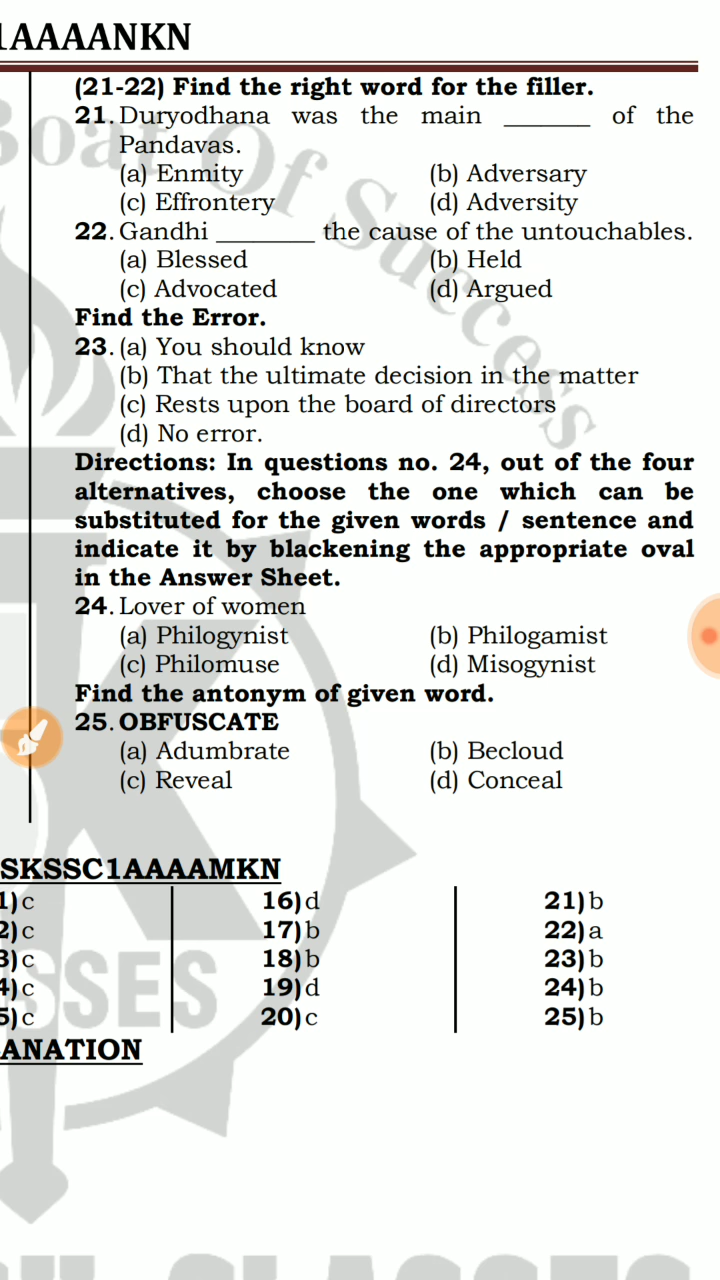 1AAAANKN
(21-22) Find the right word for the filler.
21. Duryodhana was the main _______ of the
Pandavas.
(a) Enmity (b) Adversary
(c) Effrontery (d) Adversity
22. Gandhi ________ the cause of the untouchables.
(a) Blessed (b) Held
(c) Advocated (d) Argued
Find the Error.
23. (a) You should know
(b) That the ultimate decision in the matter
(c) Rests upon the board of directors
(d) No error.
Directions: In questions no. 24, out of the four
alternatives, choose the one which can be
substituted for the given words / sentence and
indicate it by blackening the appropriate oval
in the Answer Sheet.
24. Lover of women
(a) Philogynist (b) Philogamist
(c) Philomuse (d) Misogynist
Find the antonym of given word.
25. OBFUSCATE
(a) Adumbrate (b) Becloud
(c) Reveal (d) Conceal
SKSSC1AAAAMKN
1) c 16) d 21) b
2) c 17) b 22) a
3) c 18) b 23) b
4) c 19) d 24) b
5) c 20) c 25) b
ANATION
Boat Of Success
SSES
CLASSES